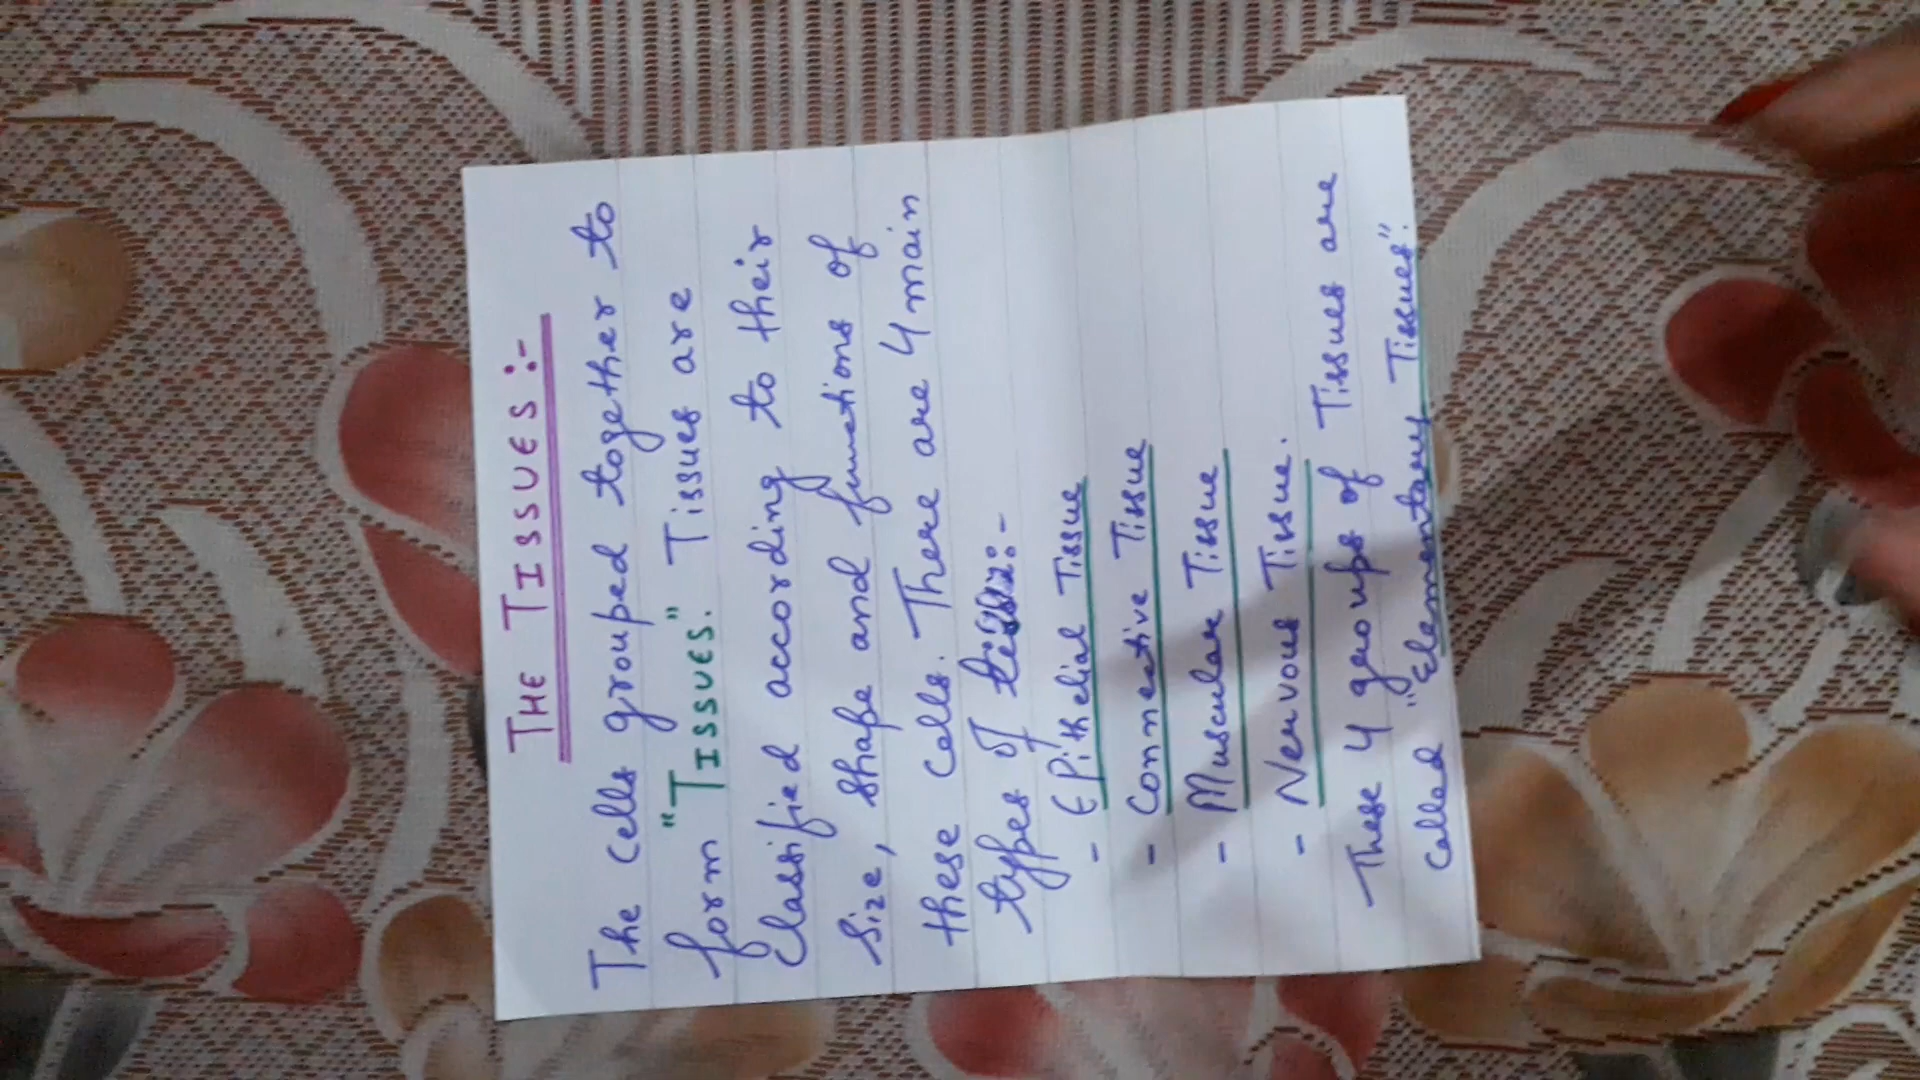 THE TISSUES :-
The cells grouped together to
form "TISSUES". Tissues are
classified according to their
size, shape and functions of
these cells. There are 4 main
types of :-
- Epithelial Tissue
- Connective Tissue
- Muscular Tissue
- Nervous Tissue.
These 4 groups of Tissues are
called "Elementary Tissues".